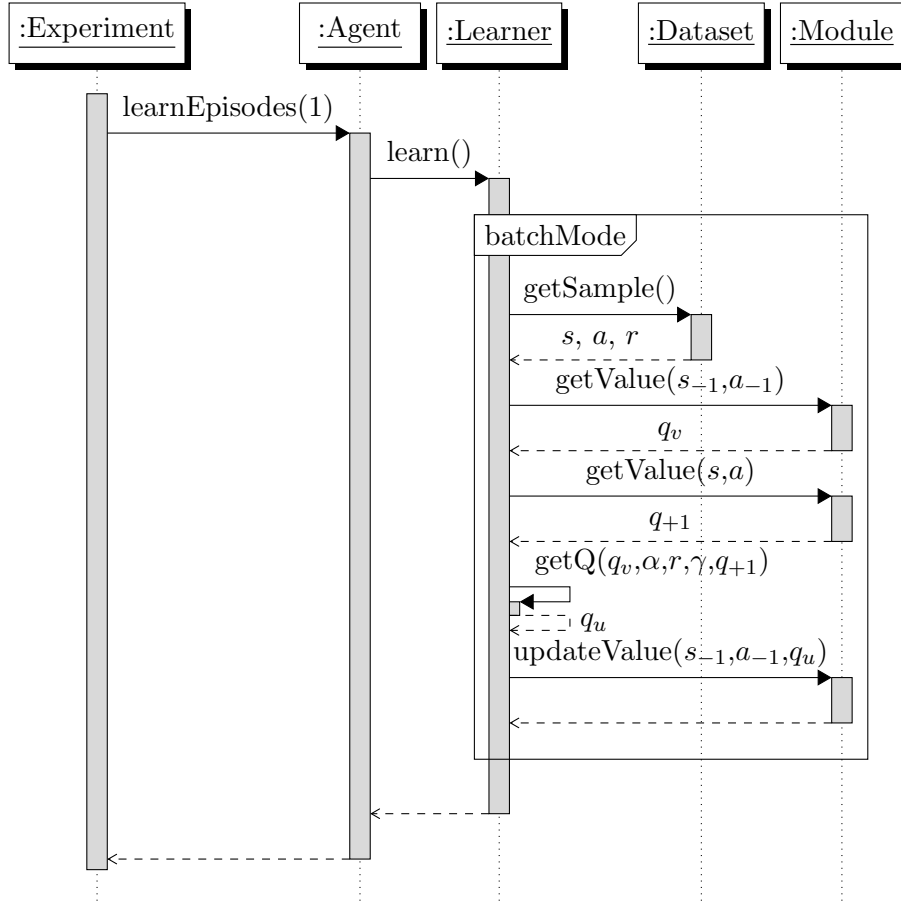 :Experiment :Agent :Learner :Dataset :Module
learnEpisodes(1)
learn()
batchMode
getSample()
s, a, r
getValue(s₋₁,a₋₁)
qᵥ
getValue(s,a)
q₊₁
getQ(qᵥ,α,r,γ,q₊₁)
qᵤ
updateValue(s₋₁,a₋₁,qᵤ)